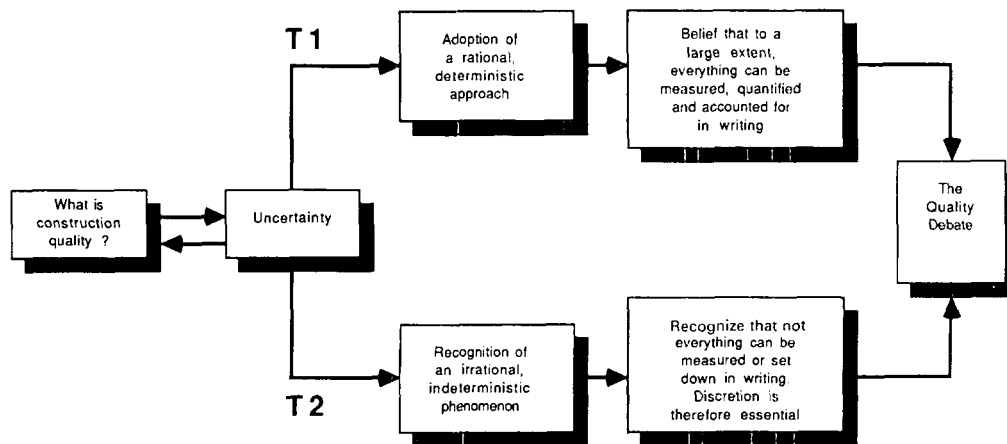 T1
Adoption of
a rational,
deterministic
approach
Belief that to a
large extent,
everything can be
measured, quantified
and accounted for
in writing
What is
construction
quality ?
Uncertainty
The
Quality
Debate
T2
Recognition of
an irrational,
indeterministic
phenomenon
Recognize that not
everything can be
measured or set
down in writing.
Discretion is
therefore essential